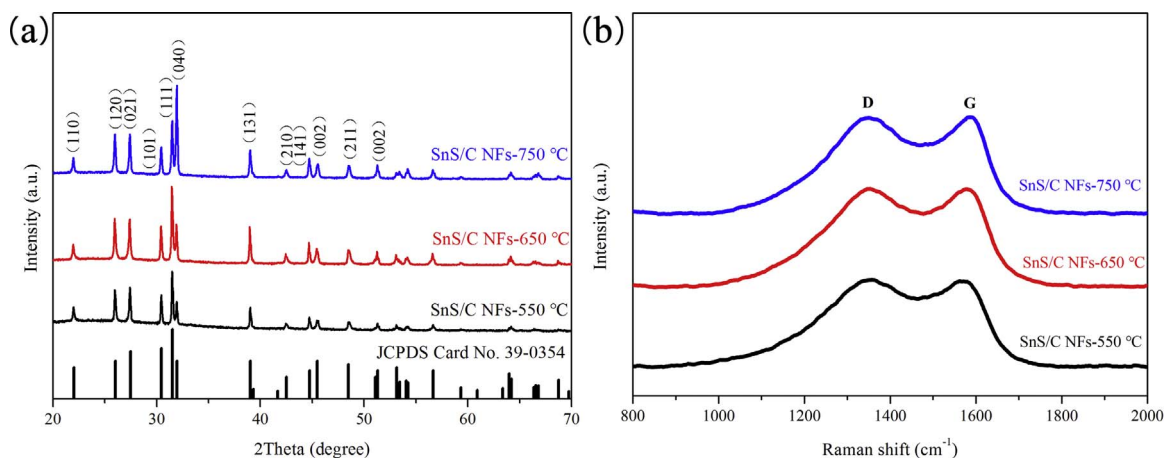 (a)
Intensity (a.u.)
(110)
(120)
(021)
(101)
(111)
(040)
(131)
(210)
(141)
(002)
(211)
(002)
SnS/C NFs-750 °C
SnS/C NFs-650 °C
SnS/C NFs-550 °C
JCPDS Card No. 39-0354
20 30 40 50 60 70
2Theta (degree)
(b)
Intensity (a.u.)
D G
SnS/C NFs-750 °C
SnS/C NFs-650 °C
SnS/C NFs-550 °C
800 1000 1200 1400 1600 1800 2000
Raman shift (cm⁻¹)